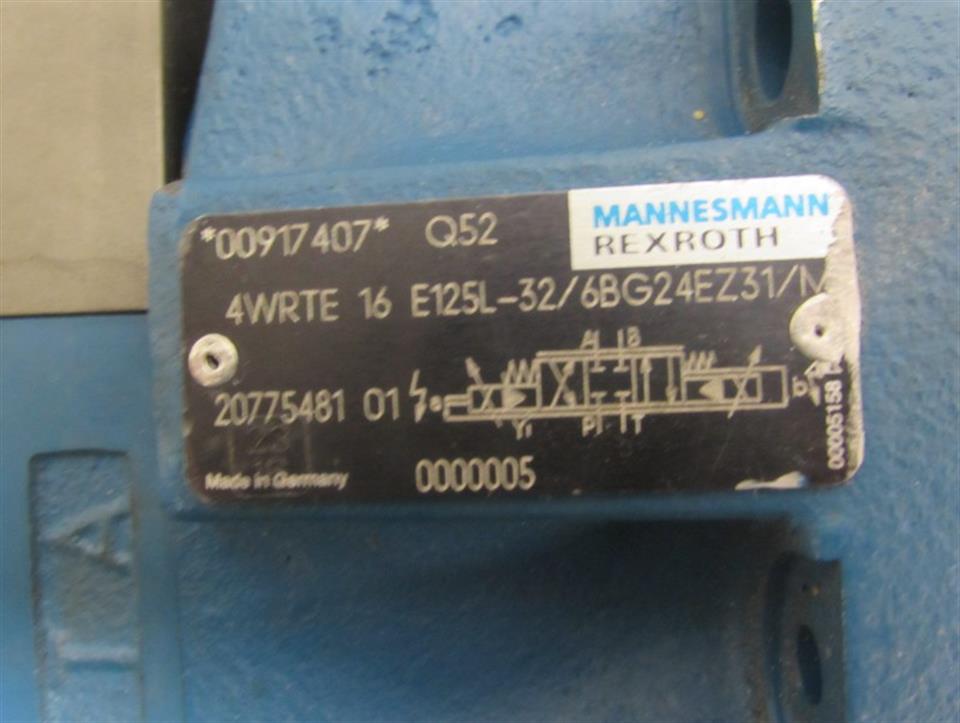 *00917407* Q52
MANNESMANN
REXROTH
4WRTE 16 E125L-32/6BG24EZ31/M
A B
20775481 01
a
b
Y P T
Made in Germany
0000005
00005158
A